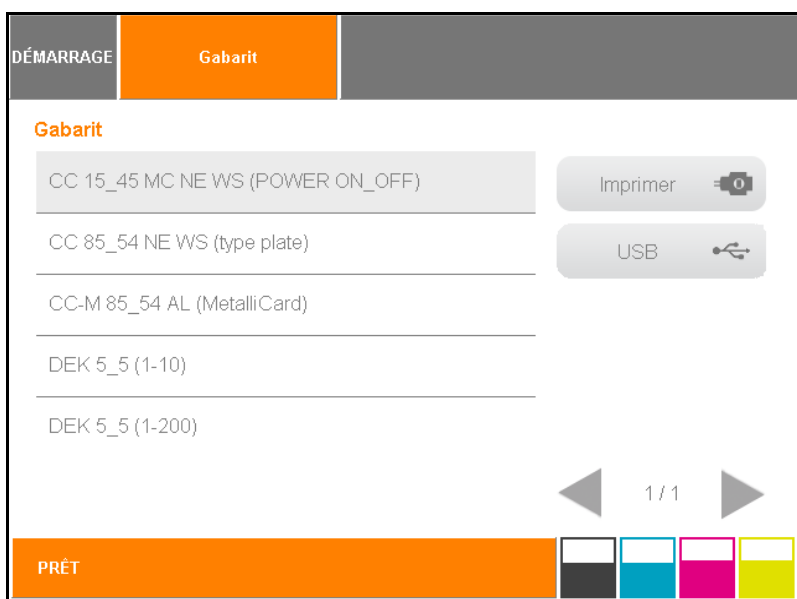 DÉMARRAGE
Gabarit
Gabarit
CC 15_45 MC NE WS (POWER ON_OFF)
CC 85_54 NE WS (type plate)
CC-M 85_54 AL (MetalliCard)
DEK 5_5 (1-10)
DEK 5_5 (1-200)
Imprimer
USB
1 / 1
PRÊT